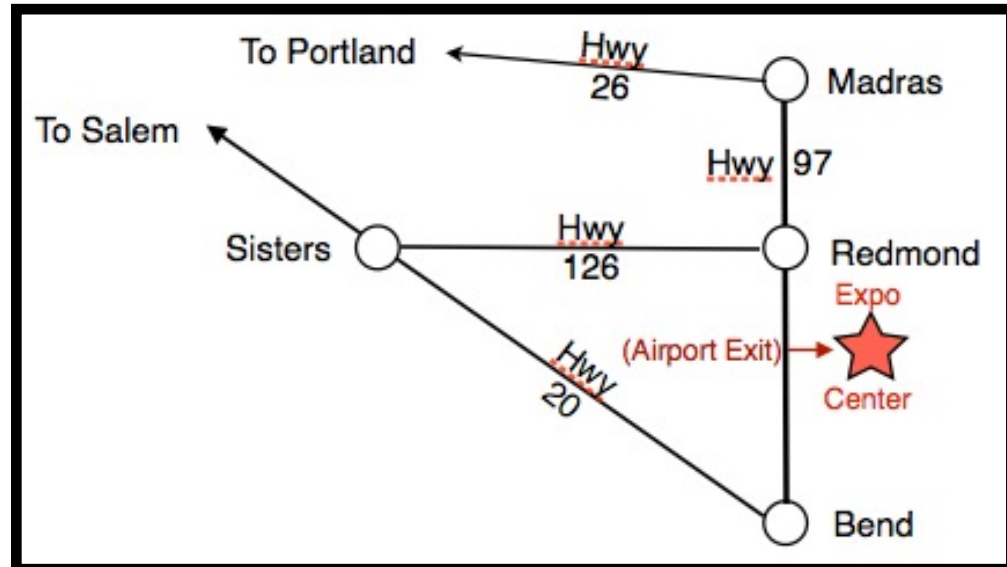 To Portland
Hwy
26
Madras
To Salem
Hwy 97
Sisters
Hwy
126
Redmond
Expo
(Airport Exit)
Center
Hwy
20
Bend